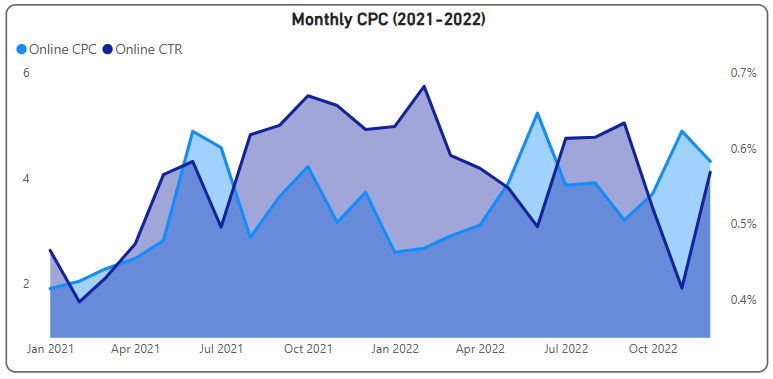 Monthly CPC (2021-2022)
Online CPC Online CTR
6 0.7%
0.6%
4
0.5%
2
0.4%
Jan 2021 Apr 2021 Jul 2021 Oct 2021 Jan 2022 Apr 2022 Jul 2022 Oct 2022